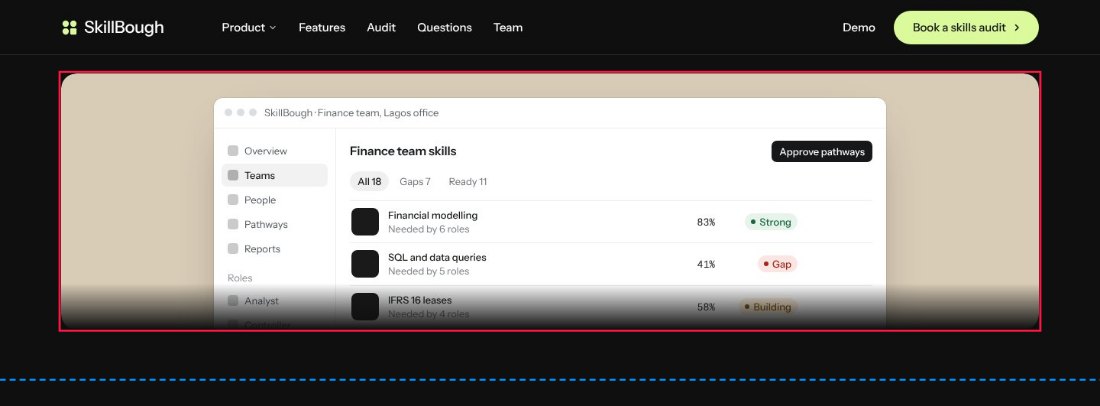 SkillBough
Product
Features
Audit
Questions
Team
Demo
Book a skills audit
SkillBough · Finance team, Lagos office
Overview
Teams
People
Pathways
Reports
Roles
Analyst
Controller
Finance team skills
Approve pathways
All 18
Gaps 7
Ready 11
Financial modelling
Needed by 6 roles
83%
Strong
SQL and data queries
Needed by 5 roles
41%
Gap
IFRS 16 leases
Needed by 4 roles
58%
Building